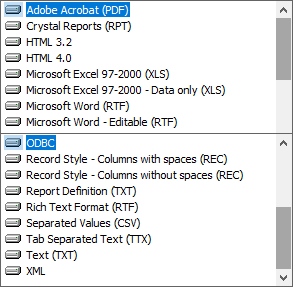 Adobe Acrobat (PDF)
Crystal Reports (RPT)
HTML 3.2
HTML 4.0
Microsoft Excel 97-2000 (XLS)
Microsoft Excel 97-2000 - Data only (XLS)
Microsoft Word (RTF)
Microsoft Word - Editable (RTF)
ODBC
Record Style - Columns with spaces (REC)
Record Style - Columns without spaces (REC)
Report Definition (TXT)
Rich Text Format (RTF)
Separated Values (CSV)
Tab Separated Text (TTX)
Text (TXT)
XML